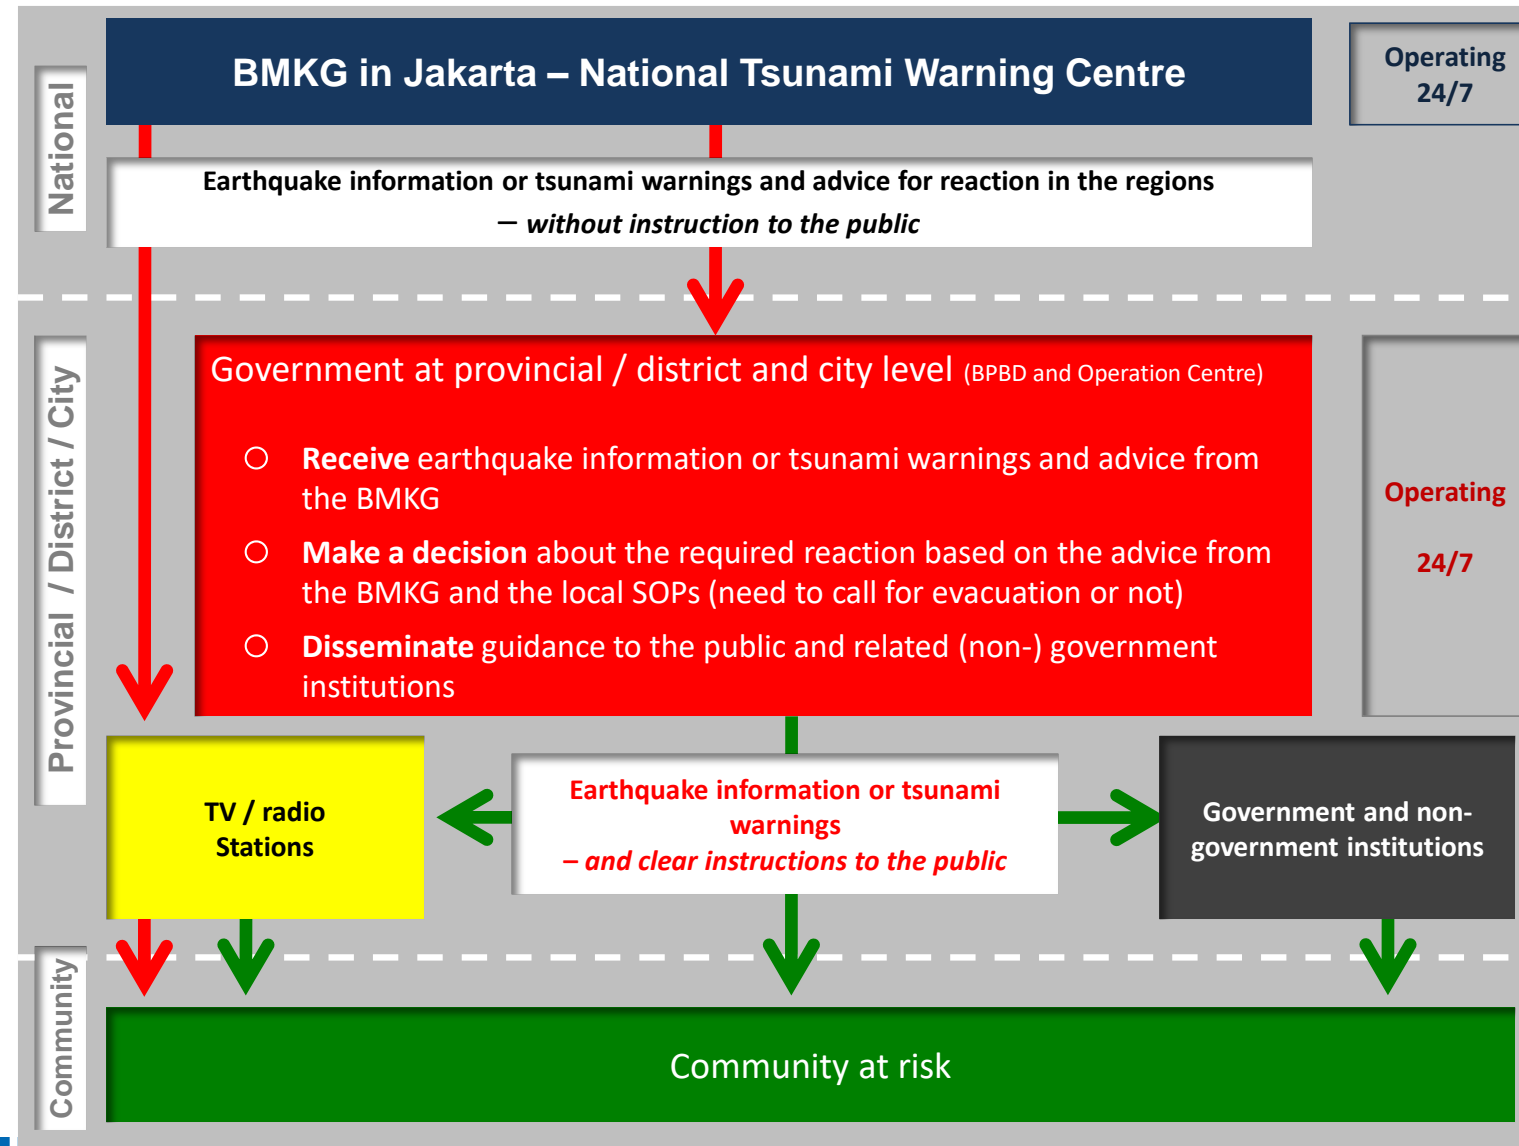 National
BMKG in Jakarta – National Tsunami Warning Centre
Operating
24/7
Earthquake information or tsunami warnings and advice for reaction in the regions
– without instruction to the public
Provincial / District / City
Government at provincial / district and city level (BPBD and Operation Centre)
○ Receive earthquake information or tsunami warnings and advice from
the BMKG
○ Make a decision about the required reaction based on the advice from
the BMKG and the local SOPs (need to call for evacuation or not)
○ Disseminate guidance to the public and related (non-) government
institutions
Operating
24/7
TV / radio
Stations
Earthquake information or tsunami
warnings
– and clear instructions to the public
Government and non-
government institutions
Community
Community at risk